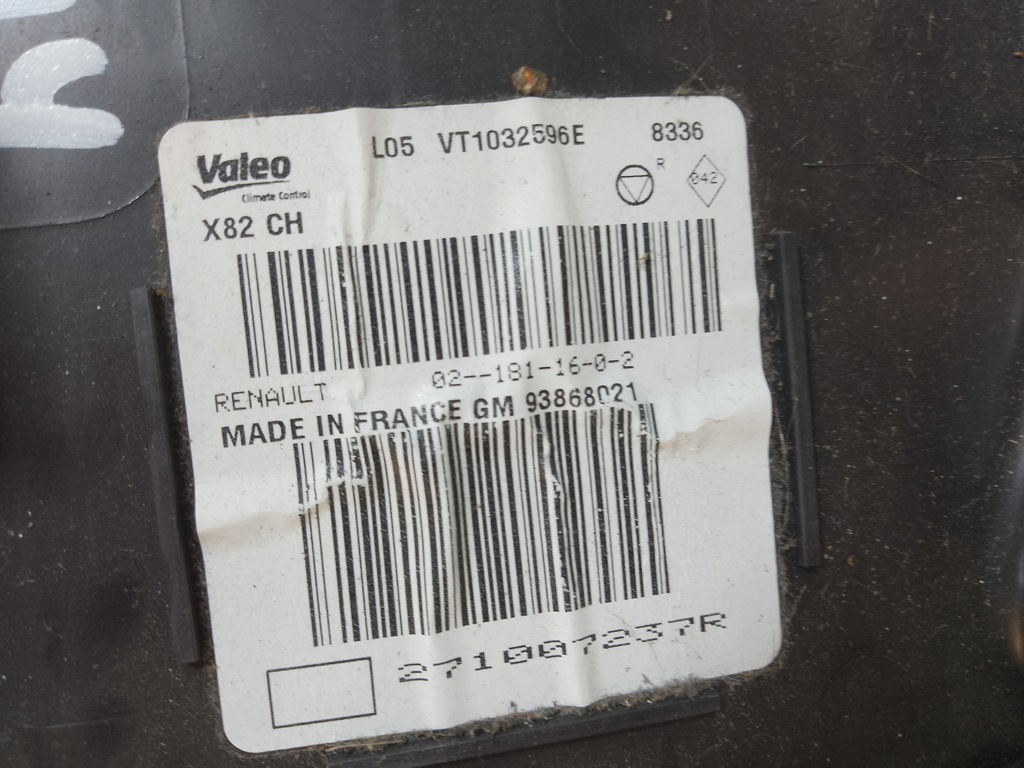 L05 VT1032596E 8336
Valeo
Climate Control
R
042
X82 CH
02--181-16-0-2
RENAULT
MADE IN FRANCE GM 93868021
271007237R